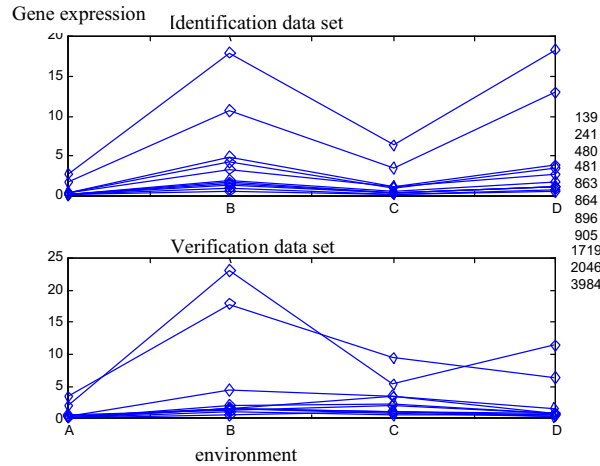 Gene expression
Identification data set
20
15
10
5
0
B
C
D
139
241
480
481
863
864
896
905
1719
2046
3984
Verification data set
25
20
15
10
5
0
A
B
C
D
environment